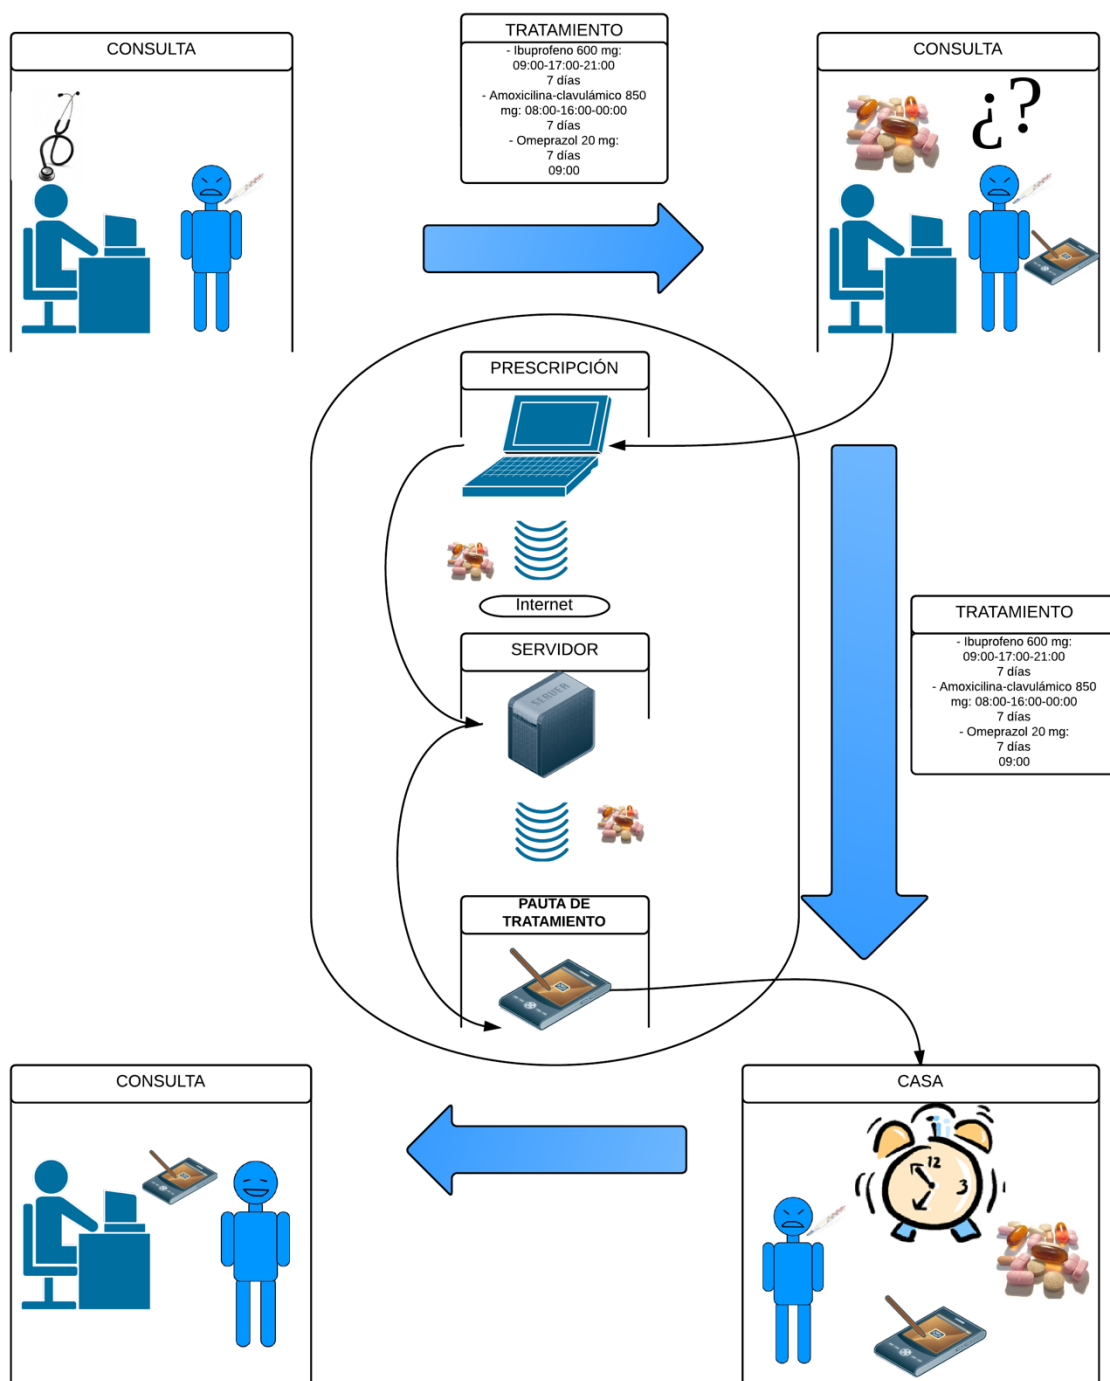 CONSULTA
TRATAMIENTO
- Ibuprofeno 600 mg:
09:00-17:00-21:00
7 días
- Amoxicilina-clavulámico 850
mg: 08:00-16:00-00:00
7 días
- Omeprazol 20 mg:
7 días
09:00
CONSULTA
¿?
PRESCRIPCIÓN
Internet
SERVIDOR
SERVER
TRATAMIENTO
- Ibuprofeno 600 mg:
09:00-17:00-21:00
7 días
- Amoxicilina-clavulámico 850
mg: 08:00-16:00-00:00
7 días
- Omeprazol 20 mg:
7 días
09:00
PAUTA DE
TRATAMIENTO
CONSULTA
CASA
12
3